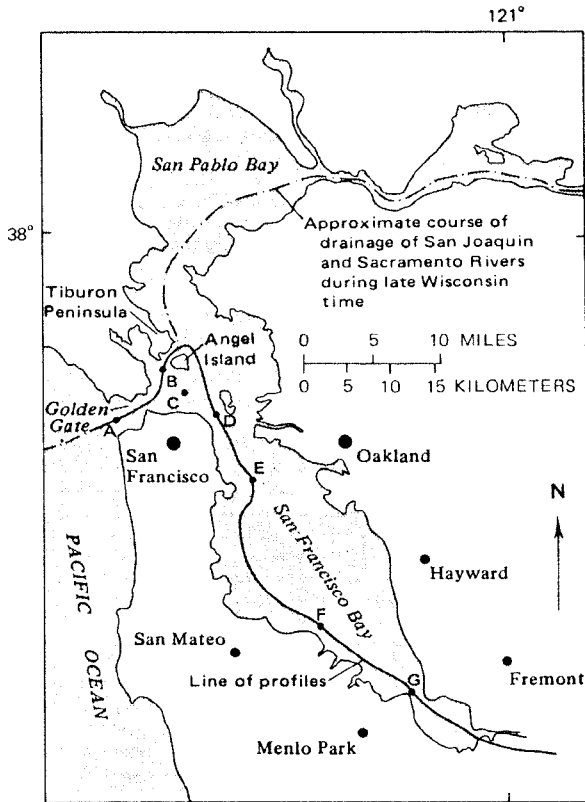 121°
San Pablo Bay
38°
Approximate course of
drainage of San Joaquin
and Sacramento Rivers
during late Wisconsin
time
Tiburon
Peninsula
Angel
Island
0 5 10 MILES
0 5 10 15 KILOMETERS
B
C
D
Golden
Gate
A
San
Francisco
Oakland
E
N
San Francisco Bay
PACIFIC OCEAN
Hayward
F
San Mateo
Line of profiles
G
Fremont
Menlo Park